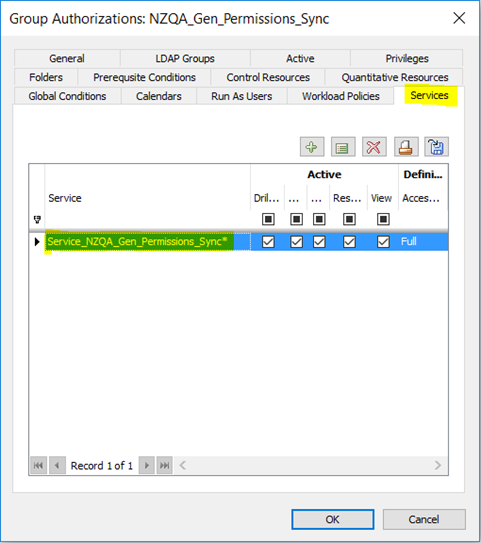 Group Authorizations: NZQA_Gen_Permissions_Sync
General LDAP Groups Active Privileges
Folders Prerequsite Conditions Control Resources Quantitative Resources
Global Conditions Calendars Run As Users Workload Policies Services
Active Defini...
Service Dril... ... ... Res... View Acces...
Service_NZQA_Gen_Permissions_Sync* Full
Record 1 of 1
OK Cancel